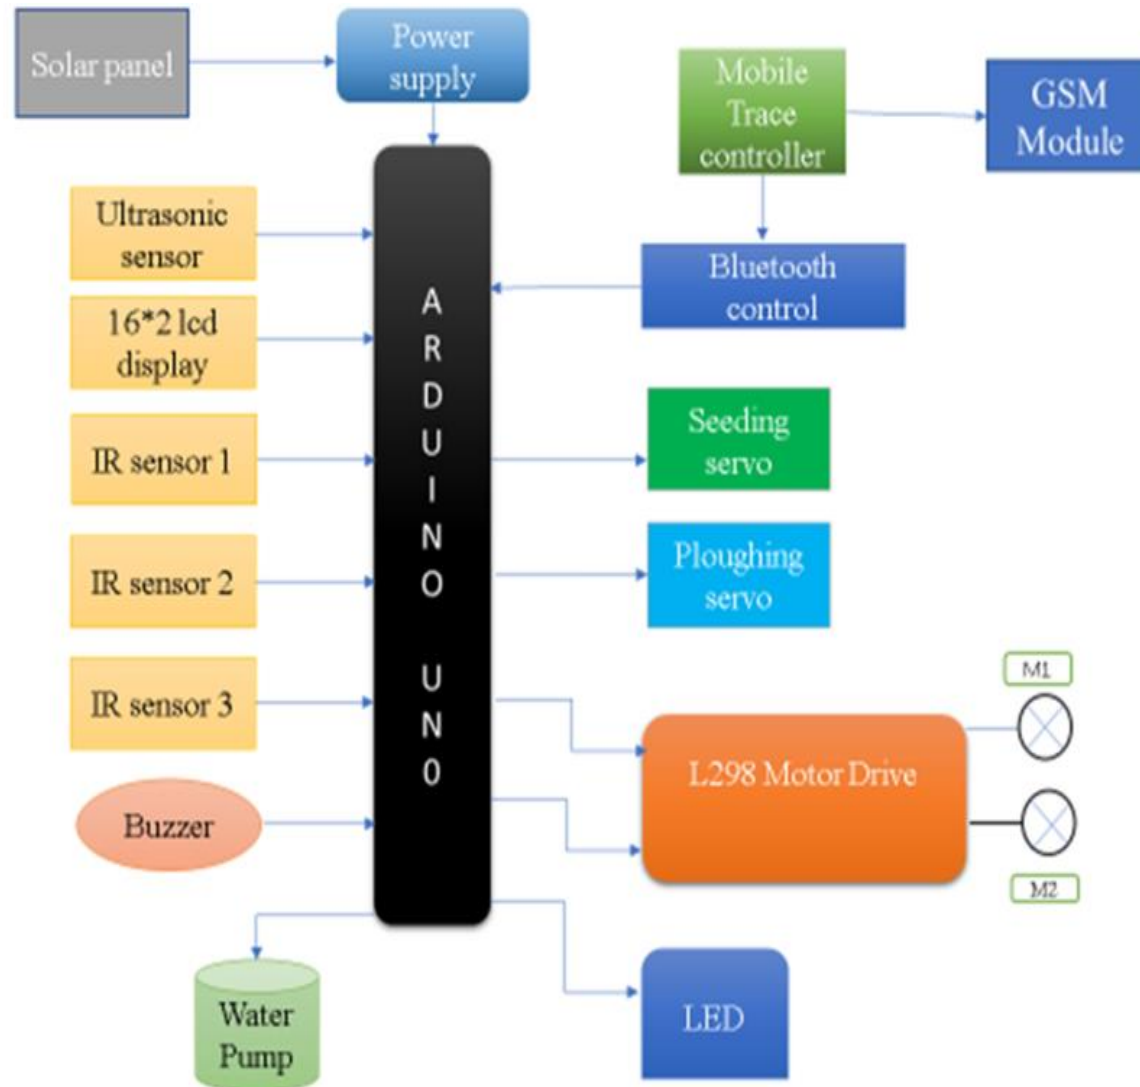 Solar panel
Power
supply
Mobile
Trace
controller
GSM
Module
Ultrasonic
sensor
16*2 lcd
display
IR sensor 1
IR sensor 2
IR sensor 3
Buzzer
Water
Pump
ARDUINO UN0
Bluetooth
control
Seeding
servo
Ploughing
servo
L298 Motor Drive
M1
M2
LED